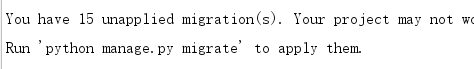 You have 15 unapplied migration(s). Your project may not wo
Run 'python manage.py migrate' to apply them.